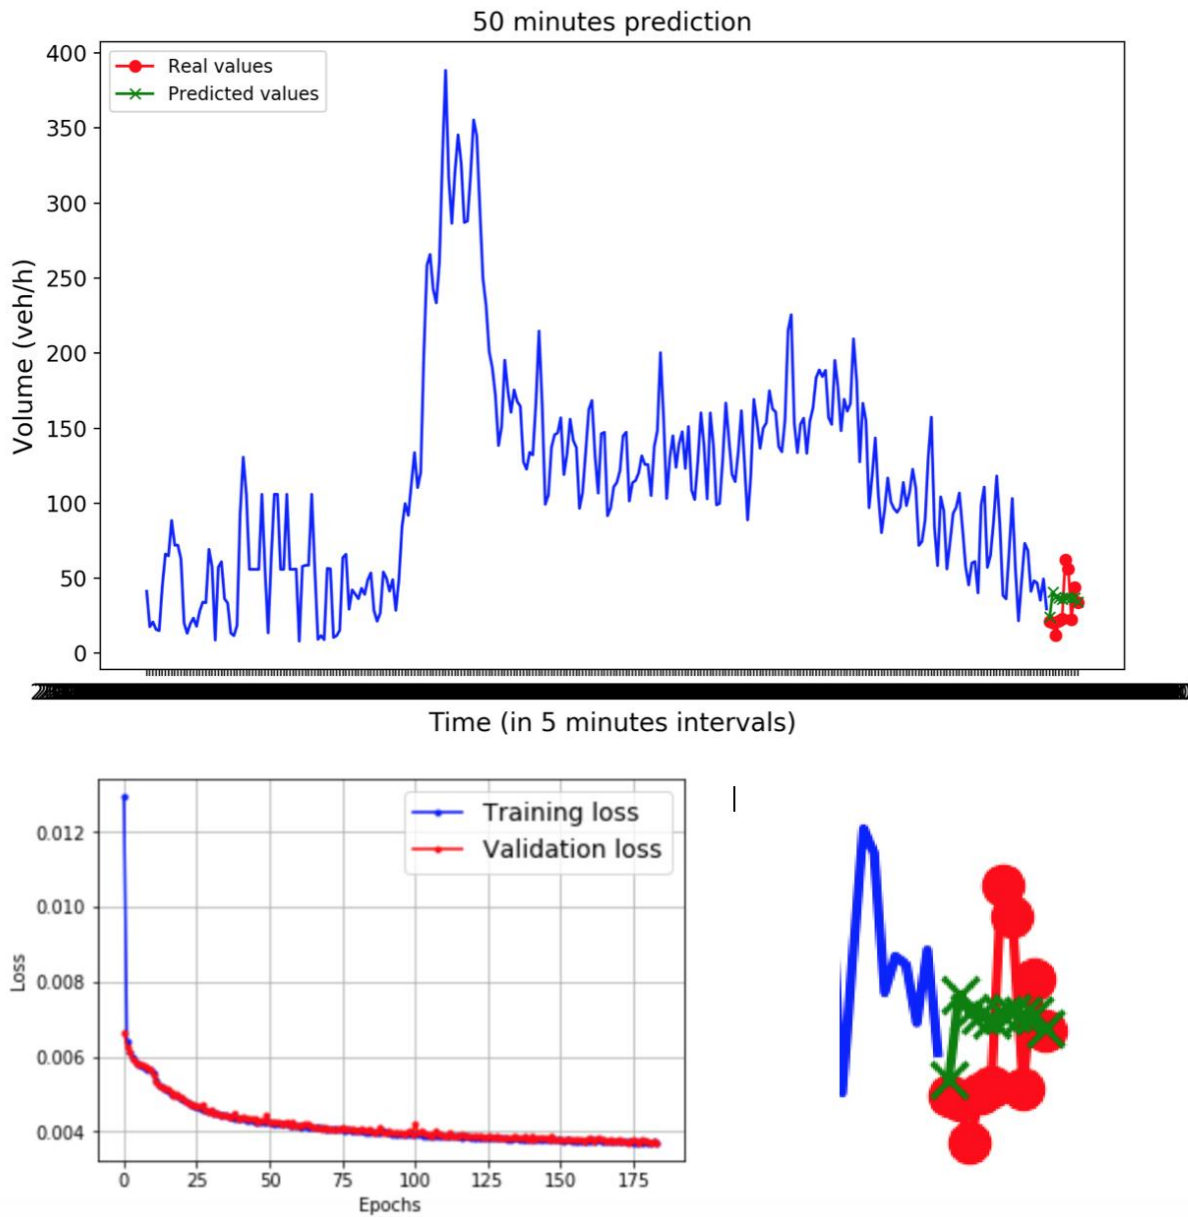 50 minutes prediction
400
350
300
250
200
150
100
50
0
Volume (veh/h)
Real values
Predicted values
Time (in 5 minutes intervals)
0.012
0.010
0.008
0.006
0.004
Loss
Training loss
Validation loss
0 25 50 75 100 125 150 175
Epochs